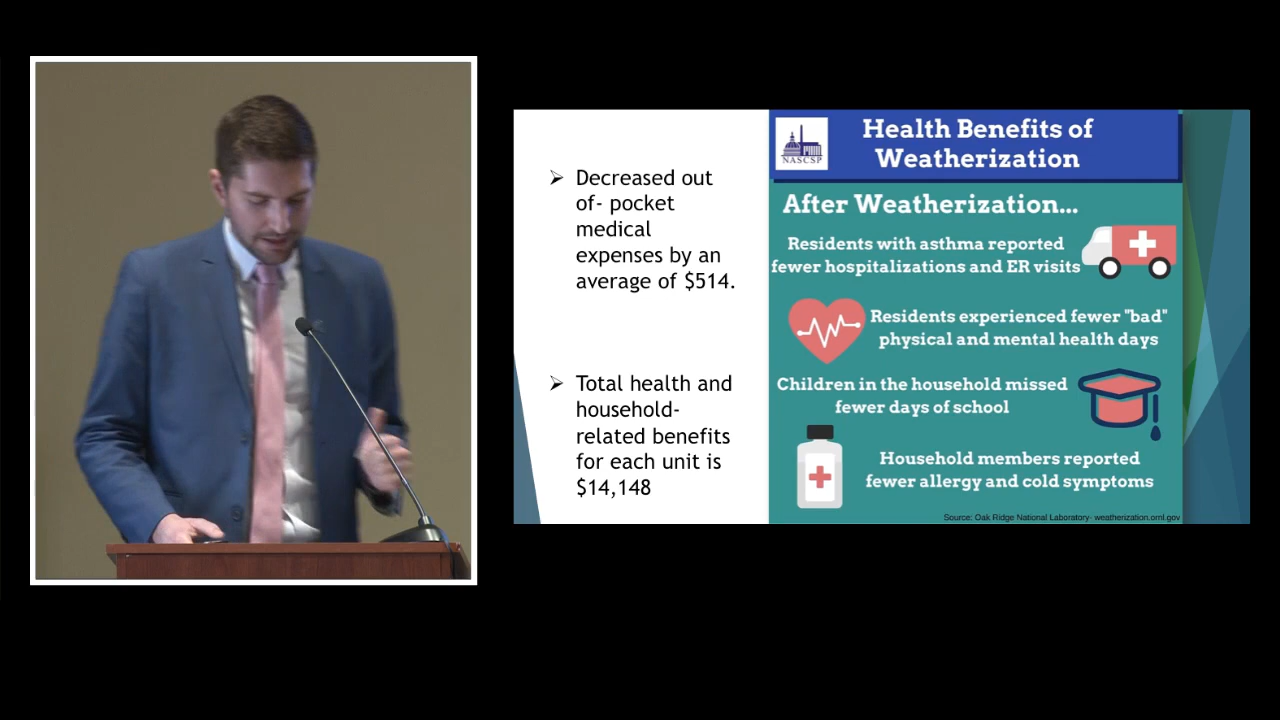 Decreased out
of- pocket
medical
expenses by an
average of $514.
Total health and
household-
related benefits
for each unit is
$14,148
NASCSP
Health Benefits of
Weatherization
After Weatherization...
Residents with asthma reported
fewer hospitalizations and ER visits
Residents experienced fewer "bad"
physical and mental health days
Children in the household missed
fewer days of school
Household members reported
fewer allergy and cold symptoms
Source: Oak Ridge National Laboratory- weatherization.ornl.gov